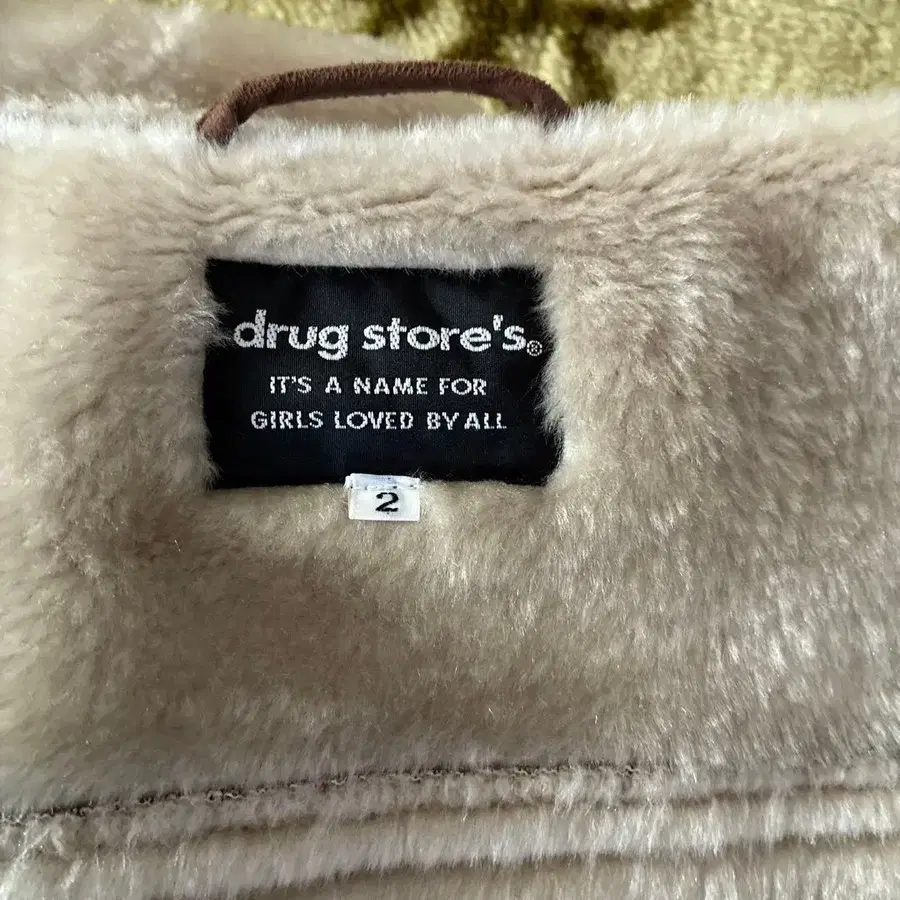 drug store's®
IT'S A NAME FOR
GIRLS LOVED BY ALL
2